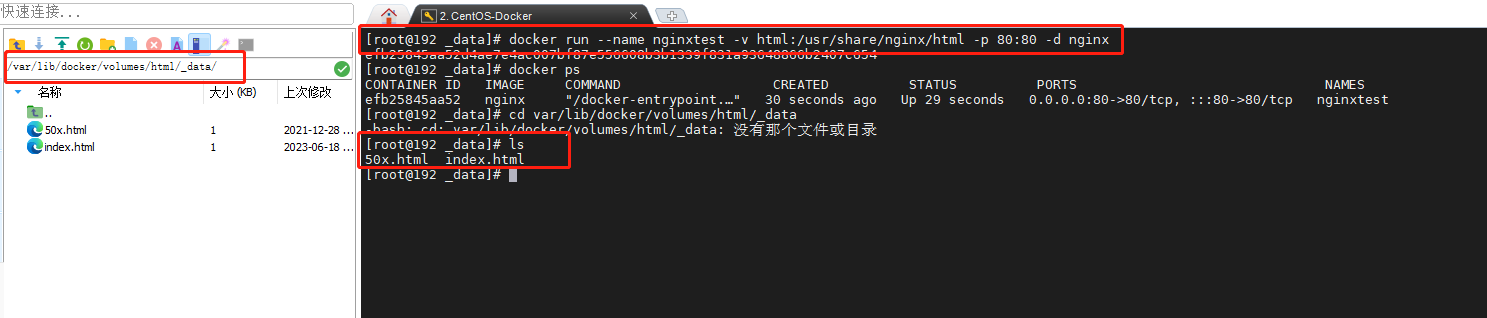 快速连接...
2. CentOS-Docker
/var/lib/docker/volumes/html/_data/
名称 大小 (KB) 上次修改
..
50x.html 1 2021-12-28 ...
index.html 1 2023-06-18 ...
[root@192 _data]# docker run --name nginxtest -v html:/usr/share/nginx/html -p 80:80 -d nginx
[root@192 _data]# docker ps
CONTAINER ID IMAGE COMMAND CREATED STATUS PORTS NAMES
efb25845aa52 nginx "/docker-entrypoint.…" 30 seconds ago Up 29 seconds 0.0.0.0:80->80/tcp, :::80->80/tcp nginxtest
[root@192 _data]# cd var/lib/docker/volumes/html/_data
-bash: cd: var/lib/docker/volumes/html/_data: 没有那个文件或目录
[root@192 _data]# ls
50x.html index.html
[root@192 _data]#